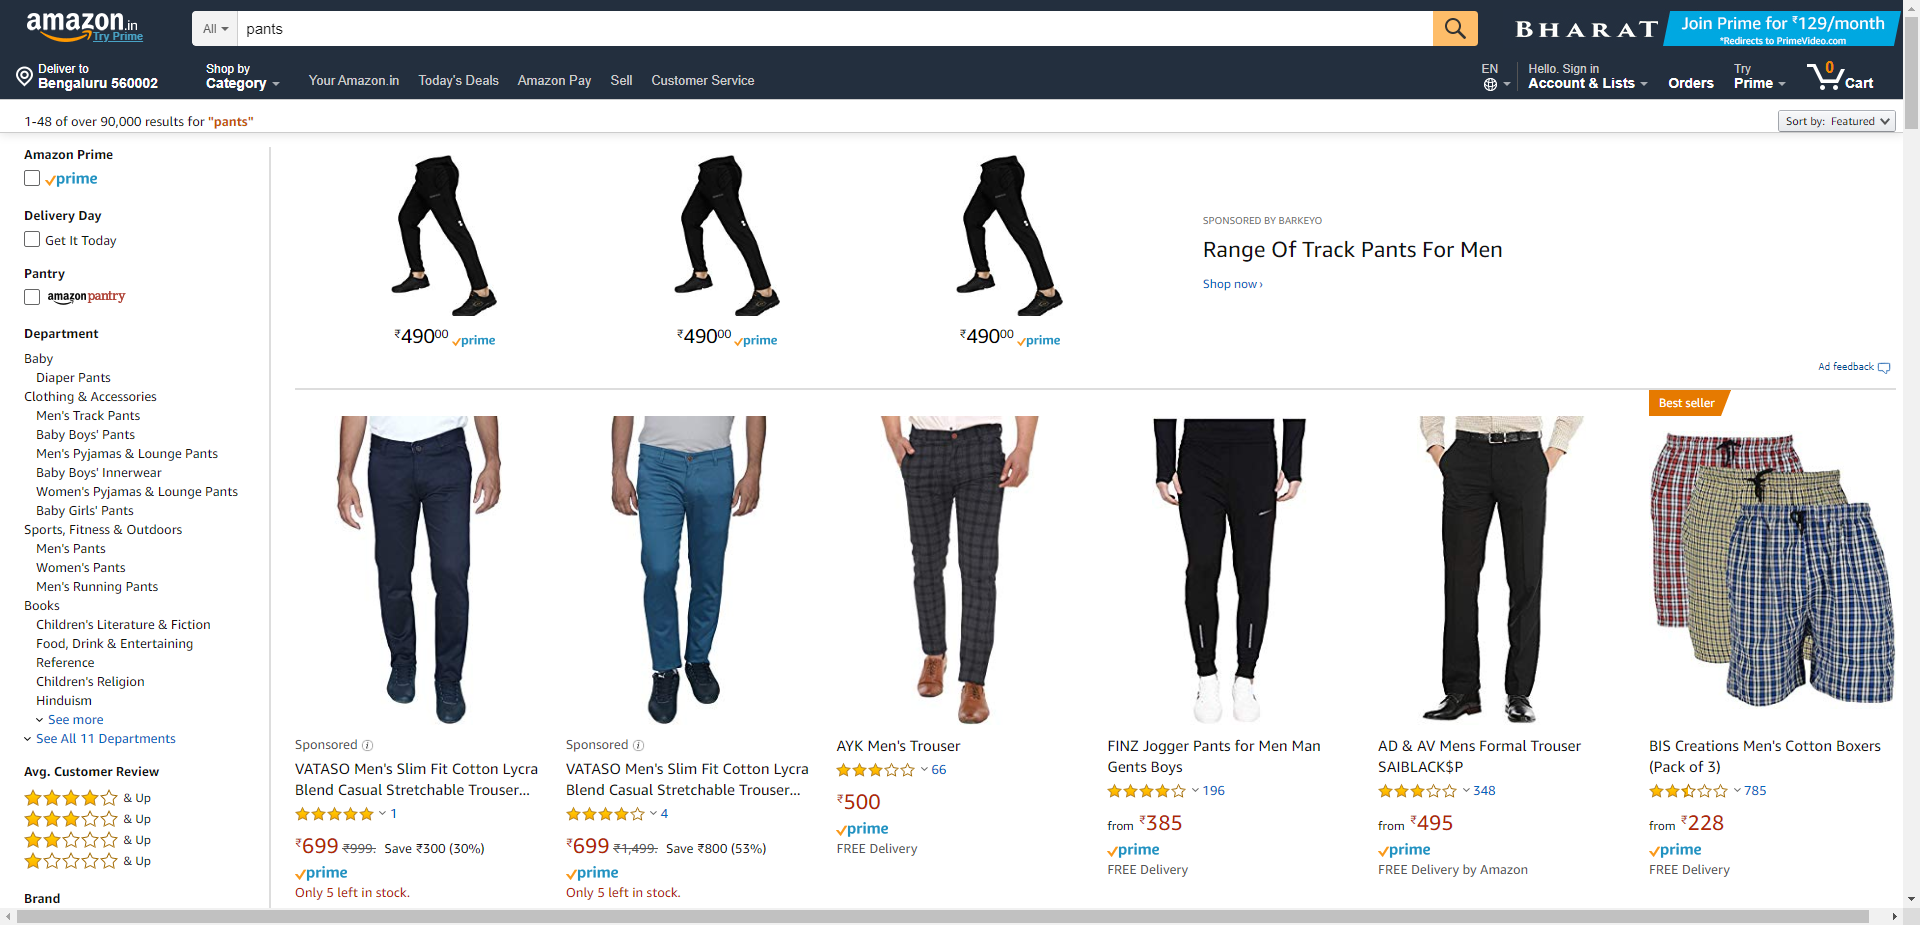 amazon.in
Try Prime
All
pants
BHARAT
Join Prime for ₹129/month
*Redirects to PrimeVideo.com
Deliver to
Bengaluru 560002
Shop by
Category
Your Amazon.in
Today's Deals
Amazon Pay
Sell
Customer Service
EN
Hello. Sign in
Account & Lists
Orders
Try
Prime
0
Cart
1-48 of over 90,000 results for "pants"
Sort by: Featured
Amazon Prime
prime
Delivery Day
Get It Today
Pantry
amazon pantry
Department
Baby
Diaper Pants
Clothing & Accessories
Men's Track Pants
Baby Boys' Pants
Men's Pyjamas & Lounge Pants
Baby Boys' Innerwear
Women's Pyjamas & Lounge Pants
Baby Girls' Pants
Sports, Fitness & Outdoors
Men's Pants
Women's Pants
Men's Running Pants
Books
Children's Literature & Fiction
Food, Drink & Entertaining
Reference
Children's Religion
Hinduism
See more
See All 11 Departments
Avg. Customer Review
& Up
& Up
& Up
& Up
Brand
₹49000 prime
₹49000 prime
₹49000 prime
SPONSORED BY BARKEYO
Range Of Track Pants For Men
Shop now ›
Ad feedback
Sponsored
VATASO Men's Slim Fit Cotton Lycra
Blend Casual Stretchable Trouser...
1
₹699 ₹999. Save ₹300 (30%)
prime
Only 5 left in stock.
Sponsored
VATASO Men's Slim Fit Cotton Lycra
Blend Casual Stretchable Trouser...
4
₹699 ₹1,499. Save ₹800 (53%)
prime
Only 5 left in stock.
AYK Men's Trouser
66
₹500
prime
FREE Delivery
FINZ Jogger Pants for Men Man
Gents Boys
196
from ₹385
prime
FREE Delivery
AD & AV Mens Formal Trouser
SAIBLACK$P
348
from ₹495
prime
FREE Delivery by Amazon
Best seller
BIS Creations Men's Cotton Boxers
(Pack of 3)
785
from ₹228
prime
FREE Delivery